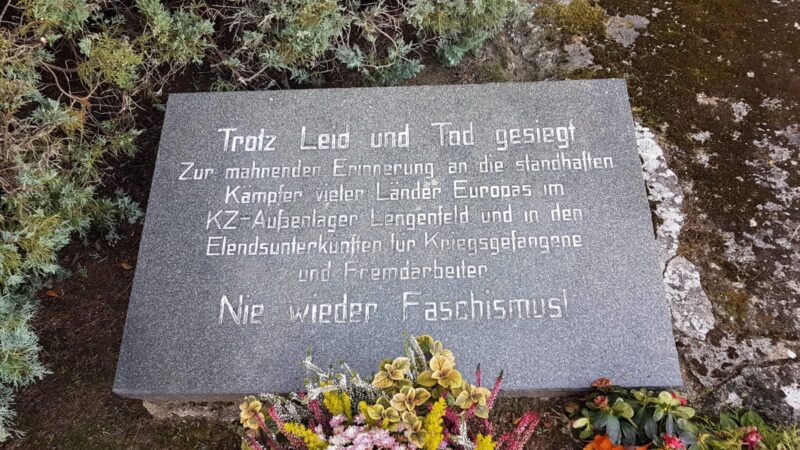 Trotz Leid und Tod gesiegt
Zur mahnenden Erinnerung an die standhaften
Kämpfer vieler Länder Europas im
KZ-Außenlager Lengenfeld und in den
Elendsunterkünften für Kriegsgefangene
und Fremdarbeiter
Nie wieder Faschismus!